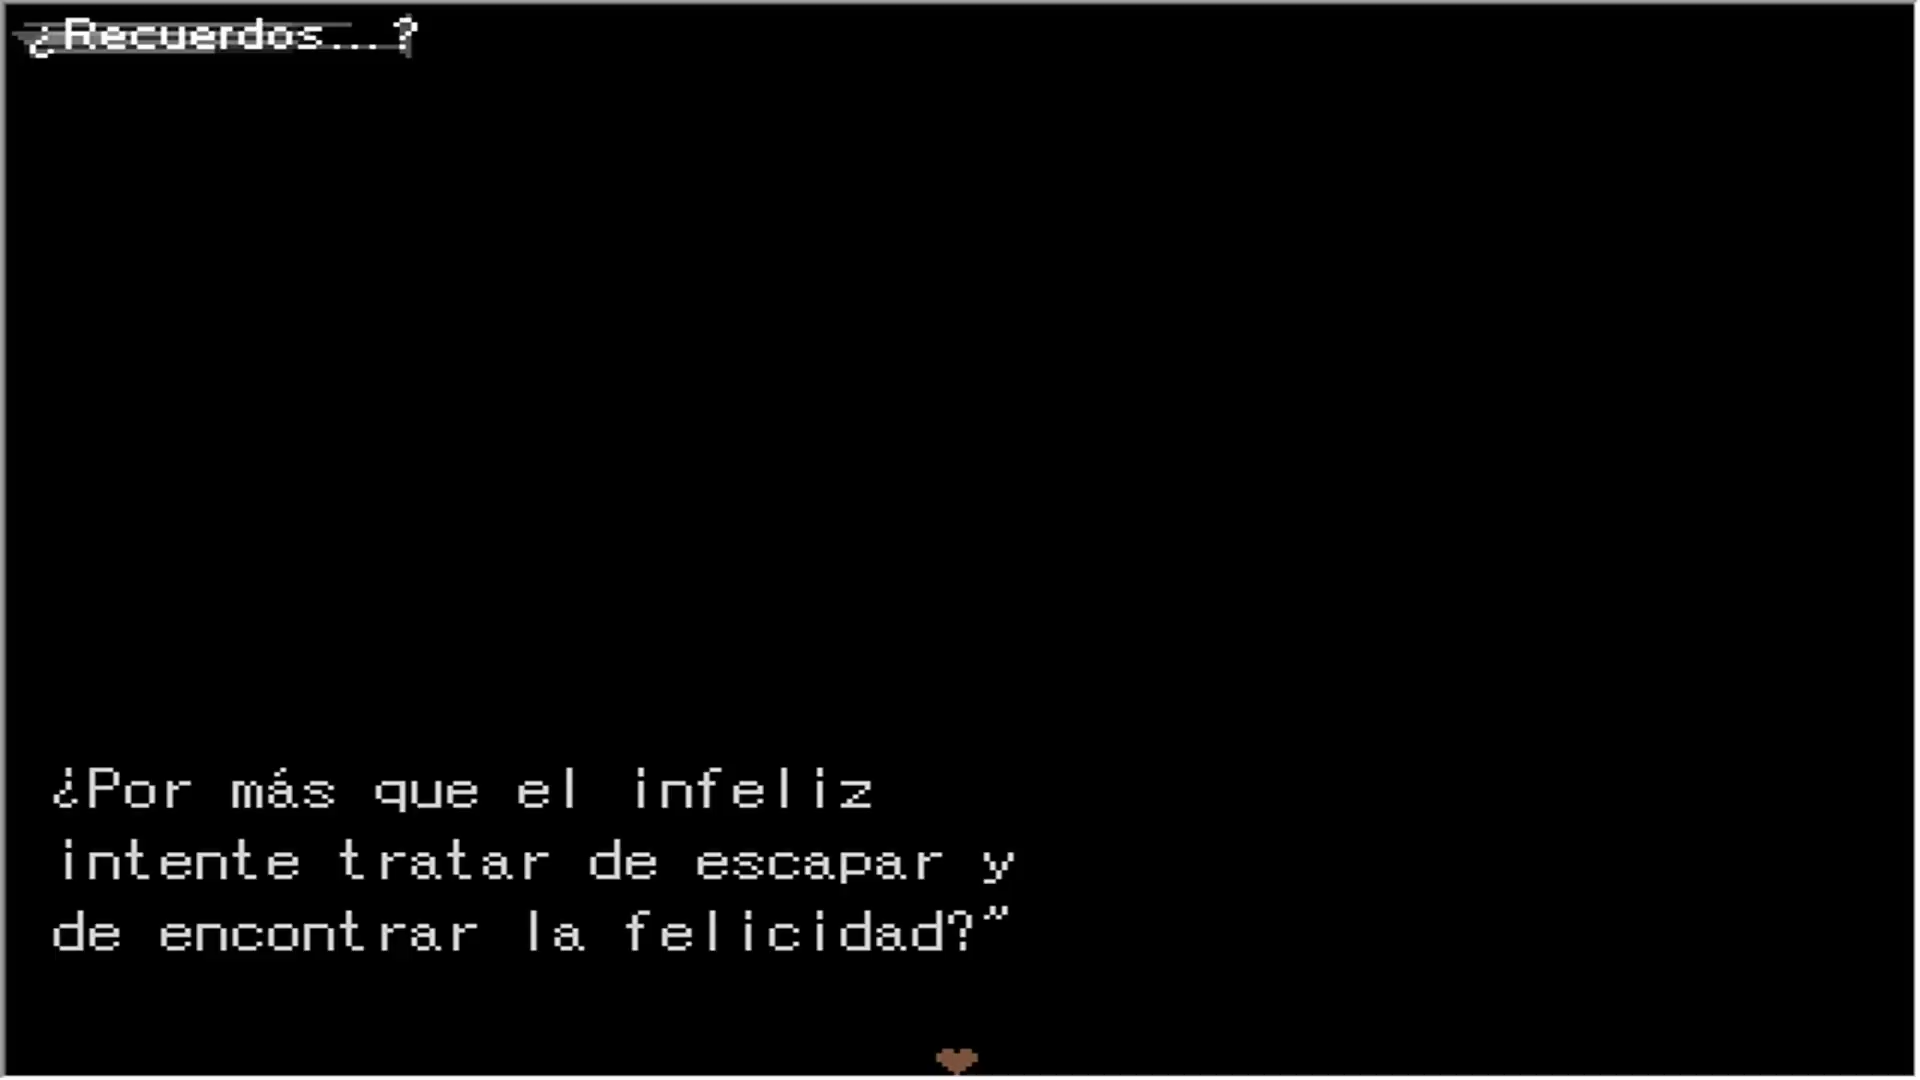 ¿Recuerdos...?
¿Por más que el infeliz
intente tratar de escapar y
de encontrar la felicidad?”